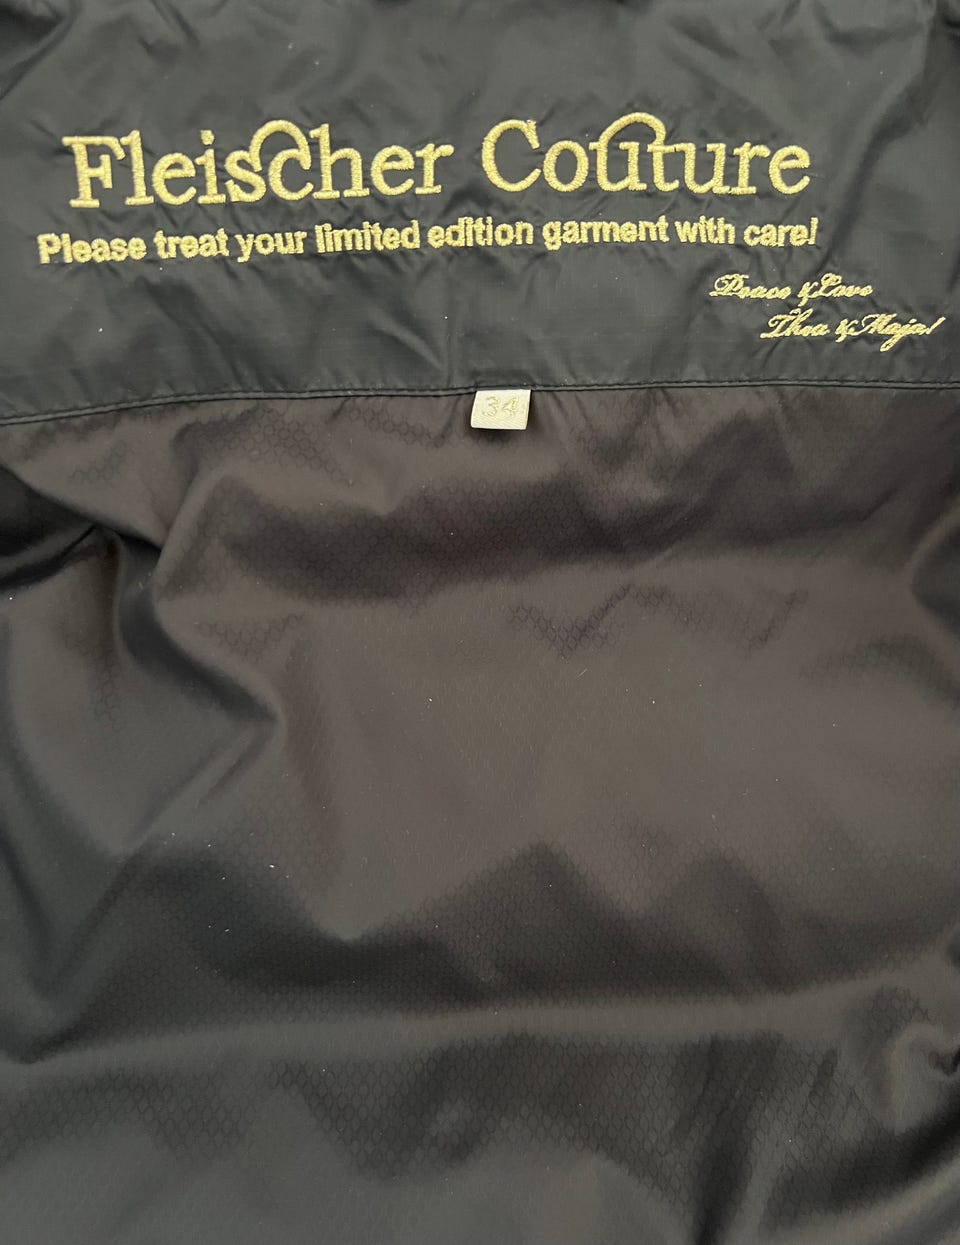 Fleischer Couture
Please treat your limited edition garment with care!
Peace & Love
Thea & Maja!
34